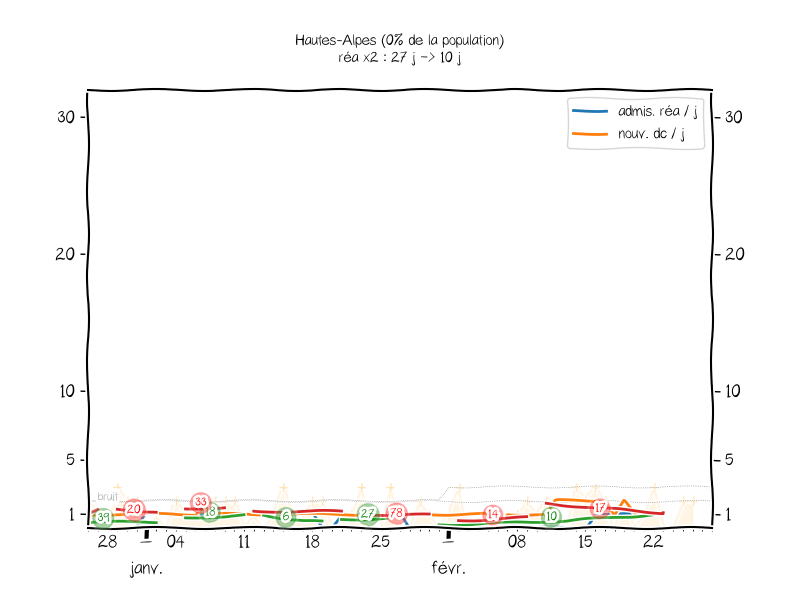 Hautes-Alpes (0% de la population)
réa x2 : 27 j -> 10 j
admis. réa / j
nouv. dc / j
30 30
20 20
10 10
5 5
bruit
1 1
39 20 33 18 6 27 78 14 10 17
28 04 11 18 25 08 15 22
janv. févr.